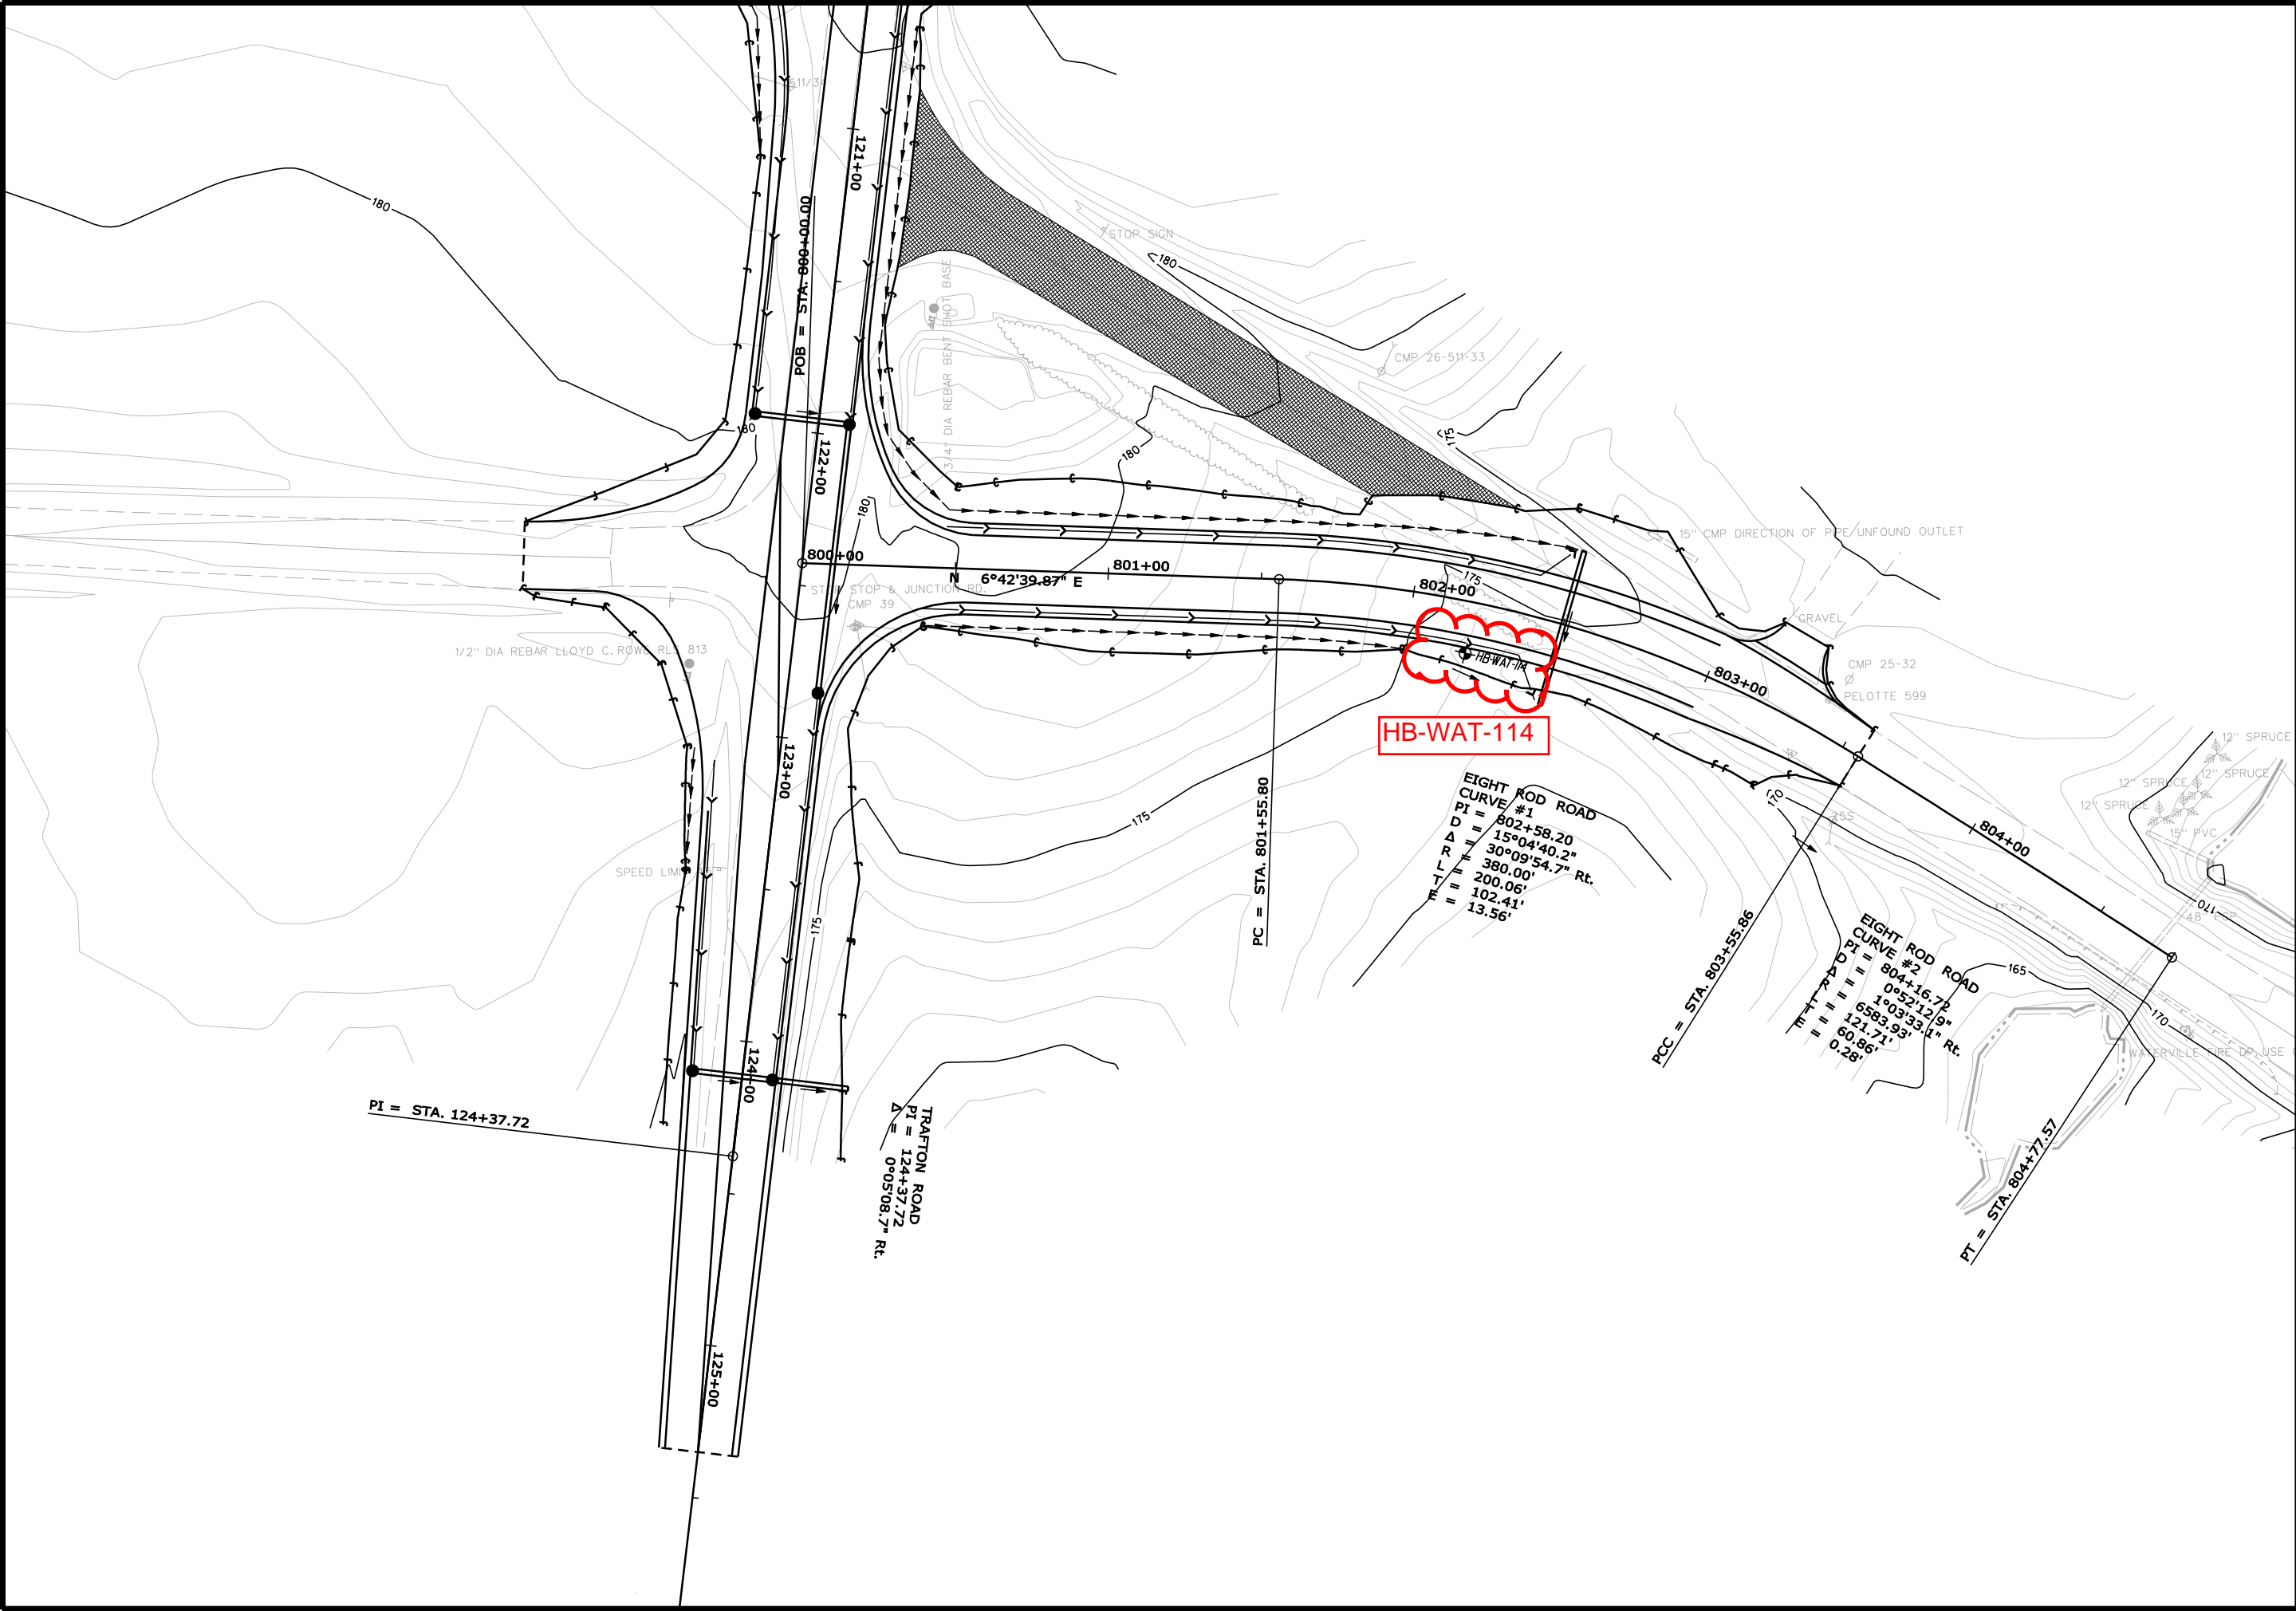 511/34
121+00
180
POB = STA. 800+00.00
STOP SIGN
180
3/4" DIA REBAR BENT SHOT BASE
CMP 26-511-33
180
122+00
180
175
180
15" CMP DIRECTION OF PIPE/UNFOUND OUTLET
800+00
801+00
N 6°42'39.87" E
175
802+00
STOP & JUNCTION RD.
CMP 39
GRAVEL
1/2" DIA REBAR LLOYD C. ROWE RLS 813
HB-WAT-114
CMP 25-32
803+00
PELOTTE 599
HB-WAT-114
12" SPRUCE
123+00
12" SPRUCE
12" SPRUCE
12" SPRUCE
170
175
25S
15" PVC
804+00
EIGHT ROD ROAD
CURVE #1
PI = 802+58.20
D = 15°04'40.2"
Δ = 30°09'54.7" Rt.
R = 380.00'
L = 200.06'
T = 102.41'
E = 13.56'
PC = STA. 801+55.80
SPEED LIMIT
175
170
48"
EIGHT ROD ROAD
CURVE #2
PI = 804+16.72
D = 0°52'12.9"
Δ = 1°03'33.1" Rt.
R = 6583.93'
L = 121.71'
T = 60.86'
E = 0.28'
PCC = STA. 803+55.86
165
170
WATERVILLE FIRE DP. USE
124+00
PI = STA. 124+37.72
TRAFTON ROAD
PI = 124+37.72
Δ = 0°05'08.7" Rt.
PT = STA. 804+77.57
125+00